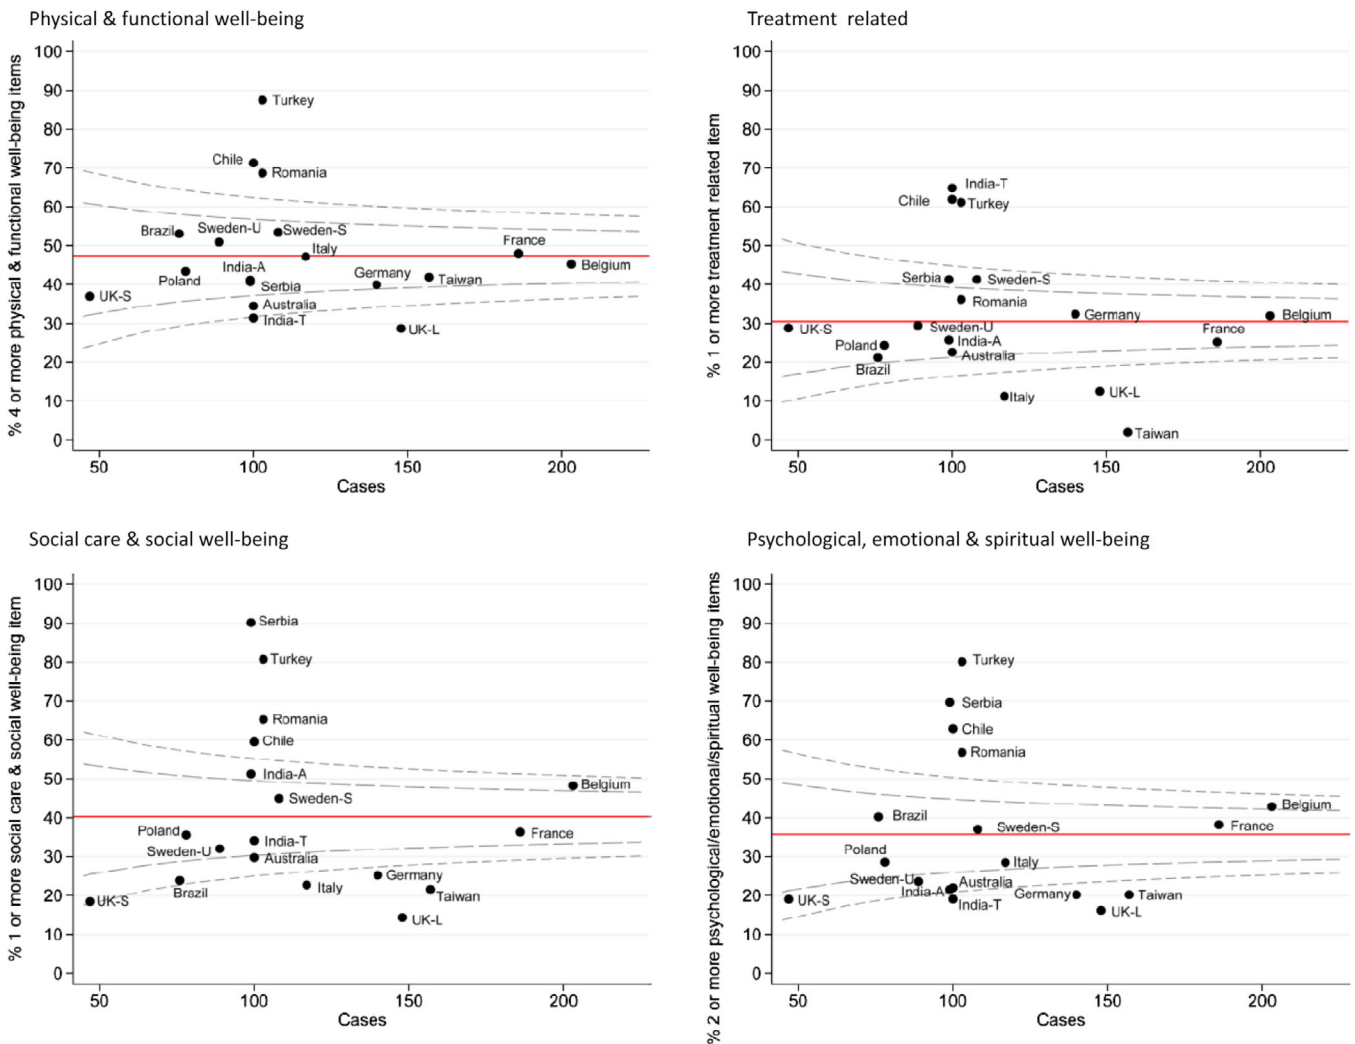 Physical & functional well-being
% 4 or more physical & functional well-being items
100
90
80
70
60
50
40
30
20
10
0
Turkey
Chile
Romania
Brazil
Sweden-U
Sweden-S
Italy
France
Belgium
Poland
India-A
Serbia
Germany
Taiwan
UK-S
Australia
India-T
UK-L
50
100
150
200
Cases
Treatment related
% 1 or more treatment related item
100
90
80
70
60
50
40
30
20
10
0
India-T
Chile
Turkey
Serbia
Sweden-S
Romania
Germany
Belgium
UK-S
Sweden-U
France
Poland
India-A
Australia
Brazil
Italy
UK-L
Taiwan
50
100
150
200
Cases
Social care & social well-being
% 1 or more social care & social well-being item
100
90
80
70
60
50
40
30
20
10
0
Serbia
Turkey
Romania
Chile
India-A
Belgium
Sweden-S
Poland
France
India-T
Sweden-U
Australia
Germany
Brazil
Italy
Taiwan
UK-S
UK-L
50
100
150
200
Cases
Psychological, emotional & spiritual well-being
% 2 or more psychological/emotional/spiritual well-being items
100
90
80
70
60
50
40
30
20
10
0
Turkey
Serbia
Chile
Romania
Brazil
Belgium
Sweden-S
France
Poland
Italy
Sweden-U
Australia
India-A
India-T
Germany
Taiwan
UK-S
UK-L
50
100
150
200
Cases